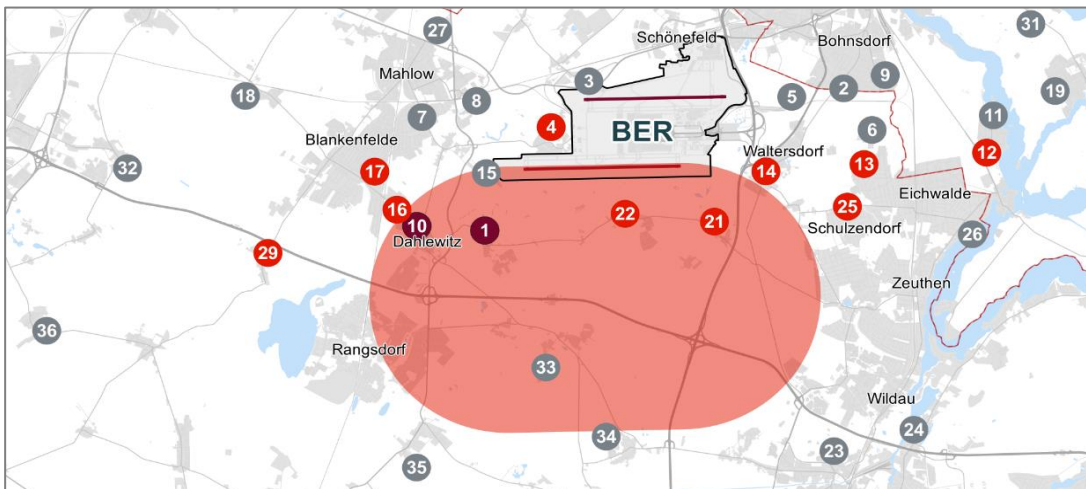 31
27
Schönefeld
Bohnsdorf
Mahlow
9
3
2
19
18
8
5
7
11
4
BER
6
Blankenfelde
Waltersdorf
12
32
17
15
14
13
Eichwalde
16
10
22
21
25
Dahlewitz
1
Schulzendorf
26
29
Zeuthen
36
Rangsdorf
33
Wildau
34
24
35
23